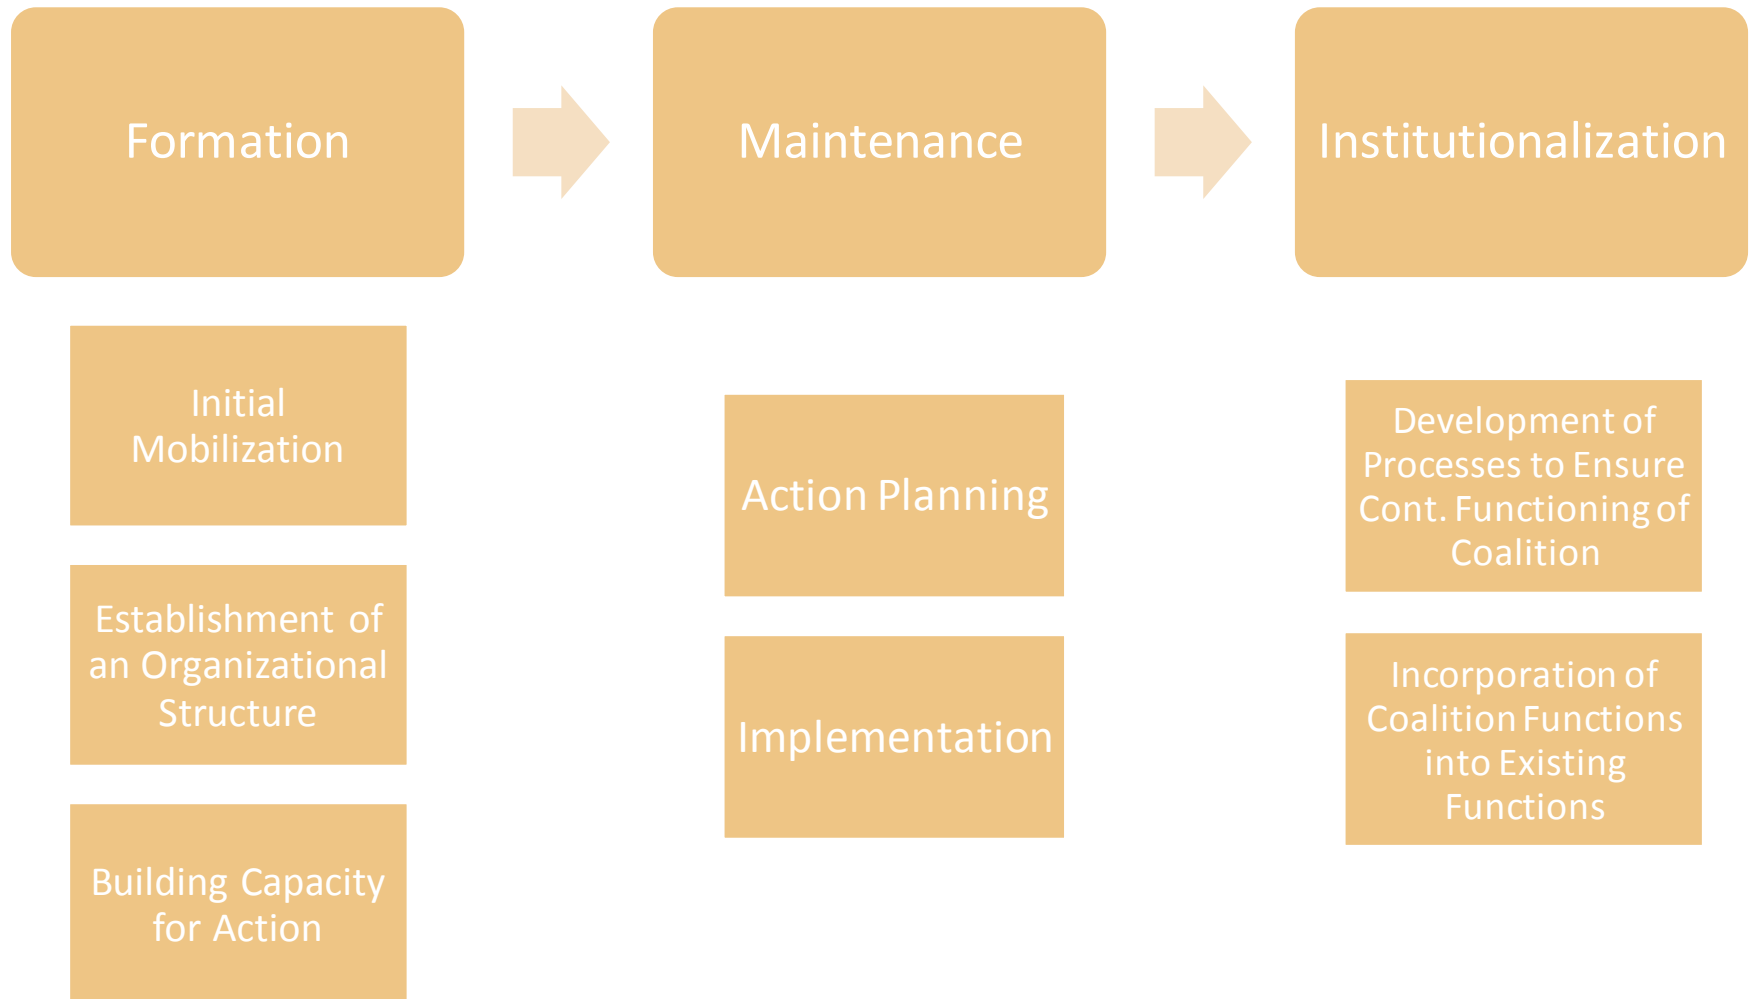 Formation
Maintenance
Institutionalization
Initial
Mobilization
Establishment of
an Organizational
Structure
Building Capacity
for Action
Action Planning
Implementation
Development of
Processes to Ensure
Cont. Functioning of
Coalition
Incorporation of
Coalition Functions
into Existing
Functions